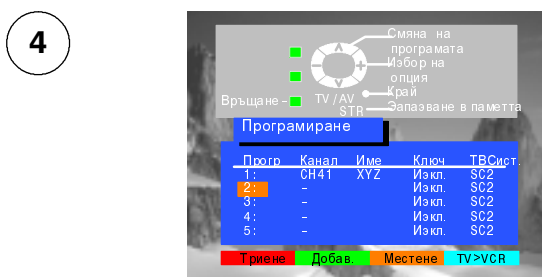 4
Смяна на
програмата
Избор на
опция
Край
Връщане –
TV / AV
STR
Запазване в паметта
Програмиране
Прогр Канал Име Ключ ТВСист.
1: CH41 XYZ Изкл. SC2
2: – Изкл. SC2
3: – Изкл. SC2
4: – Изкл. SC2
5: – Изкл. SC2
Триене Добав. Местене TV>VCR